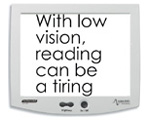 With low
vision,
reading
can be
a tiring